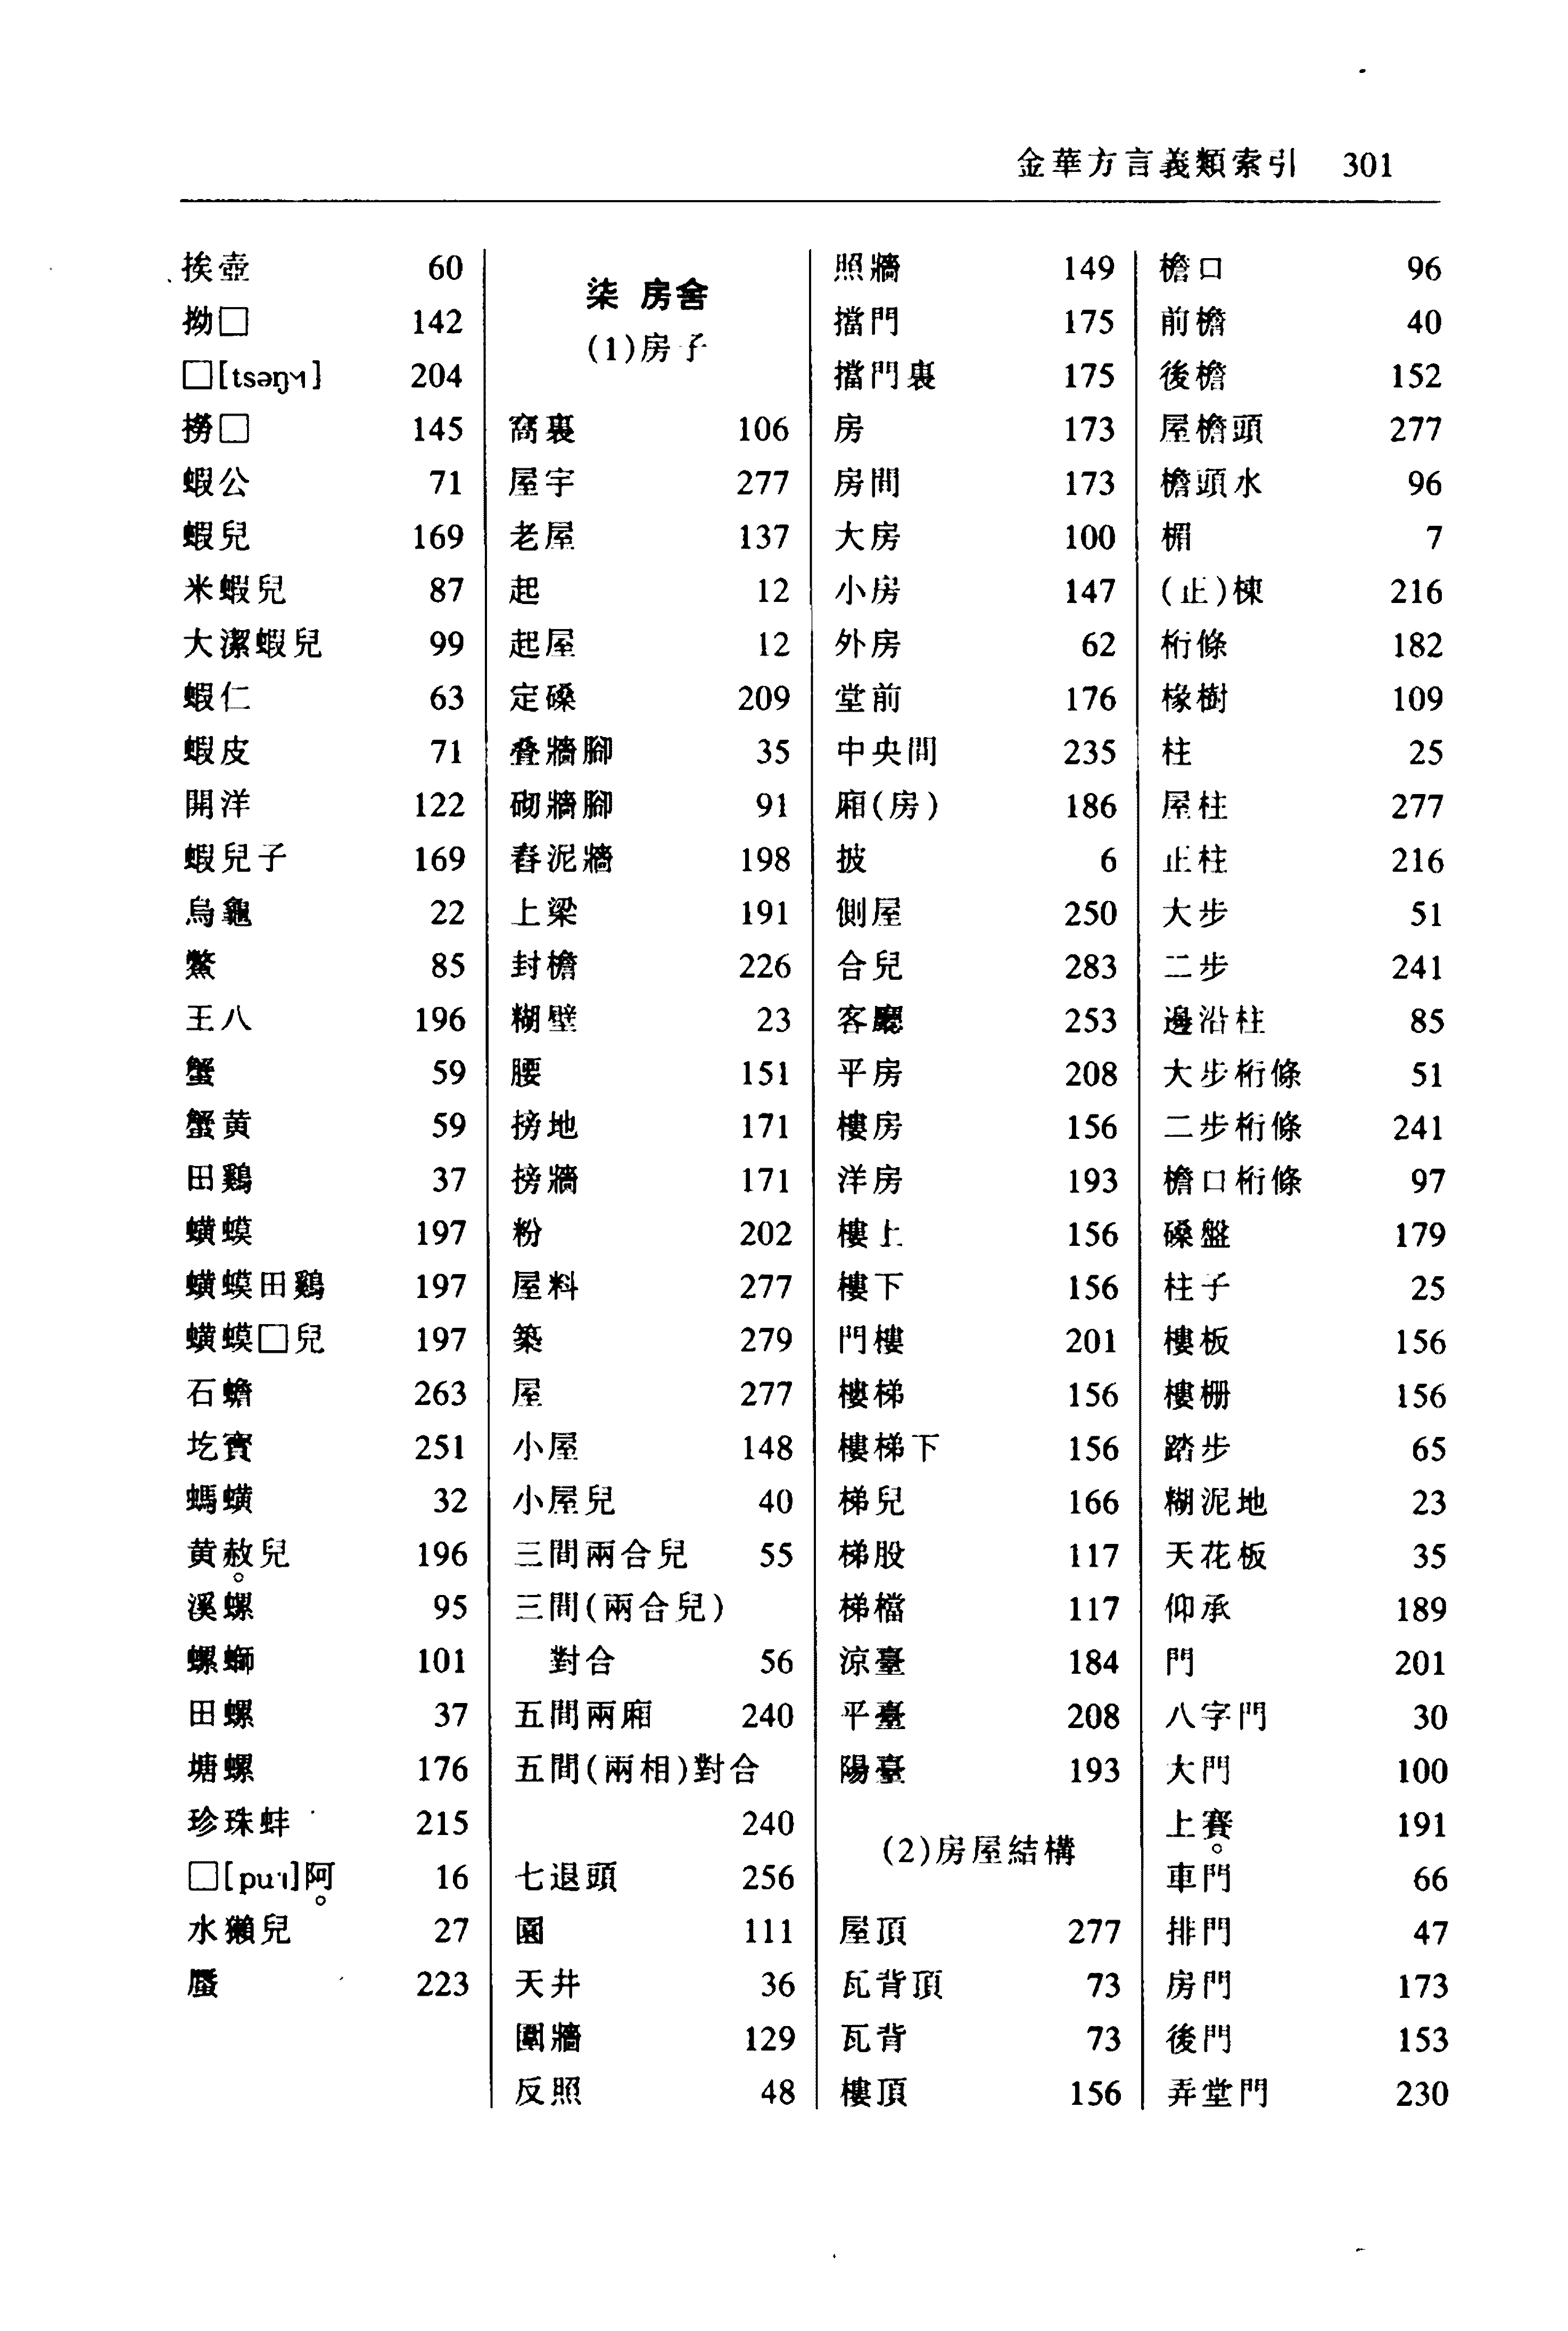 金華方言義類索引 301
挨壺 60
拗□ 142
□[tsəŋ] 204
撈□ 145
蝦公 71
蝦兒 169
米蝦兒 87
大潔蝦兒 99
蝦仁 63
蝦皮 71
開洋 122
蝦兒子 169
烏龜 22
鱉 85
王八 196
蟹 59
蟹黄 59
田鷄 37
蟥蟆 197
蟥蟆田鷄 197
蟥蟆□兒 197
石蟾 263
圪寶 251
螞蟥 32
黄赦兒 196
溪螺 95
螺螄 101
田螺 37
塘螺 176
珍珠蚌 215
□[pu]阿 16
水獺兒 27
蜃 223
柒 房舍
(1)房子
窩裏 106
屋宇 277
老屋 137
起 12
起屋 12
定磉 209
叠牆脚 35
砌牆脚 91
舂泥牆 198
上梁 191
封檐 226
糊壁 23
腰 151
搒地 171
搒牆 171
粉 202
屋料 277
築 279
屋 277
小屋 148
小屋兒 40
三間兩合兒 55
三間(兩合兒)
對合 56
五間兩厢 240
五間(兩相)對合
240
七退頭 256
園 111
天井 36
圍牆 129
反照 48
照牆 149
擋門 175
擋門裏 175
房 173
房間 173
大房 100
小房 147
外房 62
堂前 176
中央間 235
厢(房) 186
披 6
側屋 250
合兒 283
客廳 253
平房 208
樓房 156
洋房 193
樓上 156
樓下 156
門樓 201
樓梯 156
樓梯下 156
梯兒 166
梯股 117
梯檔 117
涼臺 184
平臺 208
陽臺 193
(2)房屋結構
屋頂 277
瓦背頂 73
瓦背 73
樓頂 156
檐口 96
前檐 40
後檐 152
屋檐頭 277
檐頭水 96
楣 7
(正)棟 216
桁條 182
椽樹 109
柱 25
屋柱 277
正柱 216
大步 51
二步 241
邊沿柱 85
大步桁條 51
二步桁條 241
檐口桁條 97
磉盤 179
柱子 25
樓板 156
樓栅 156
踏步 65
糊泥地 23
天花板 35
仰承 189
門 201
八字門 30
大門 100
上賽 191
車門 66
排門 47
房門 173
後門 153
弄堂門 230